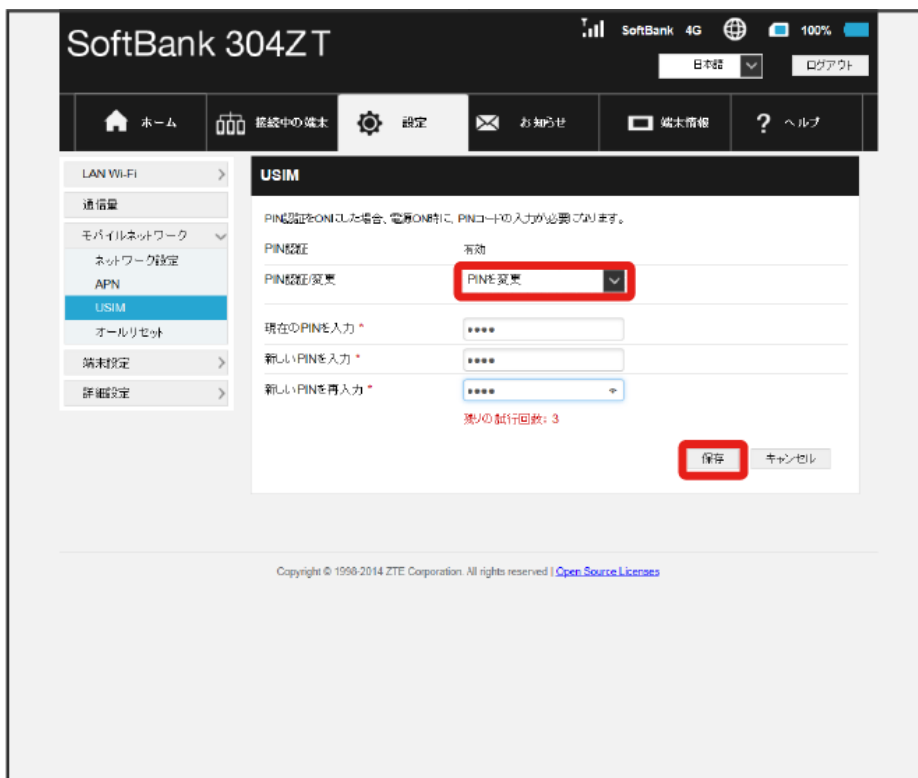 SoftBank 304ZT
SoftBank 4G 100%
日本語 ログアウト
ホーム 接続中の端末 設定 お知らせ 端末情報 ? ヘルプ
LAN Wi-Fi
通信量
モバイルネットワーク
ネットワーク設定
APN
USIM
オールリセット
端末設定
詳細設定
USIM
PIN認証をONにした場合、電源ON時に、PINコードの入力が必要になります。
PIN認証 有効
PIN認証/変更 PINを変更
現在のPINを入力 * ●●●●
新しいPINを入力 * ●●●●
新しいPINを再入力 * ●●●●
残りの試行回数: 3
保存 キャンセル
Copyright © 1998-2014 ZTE Corporation. All rights reserved | Open Source Licenses